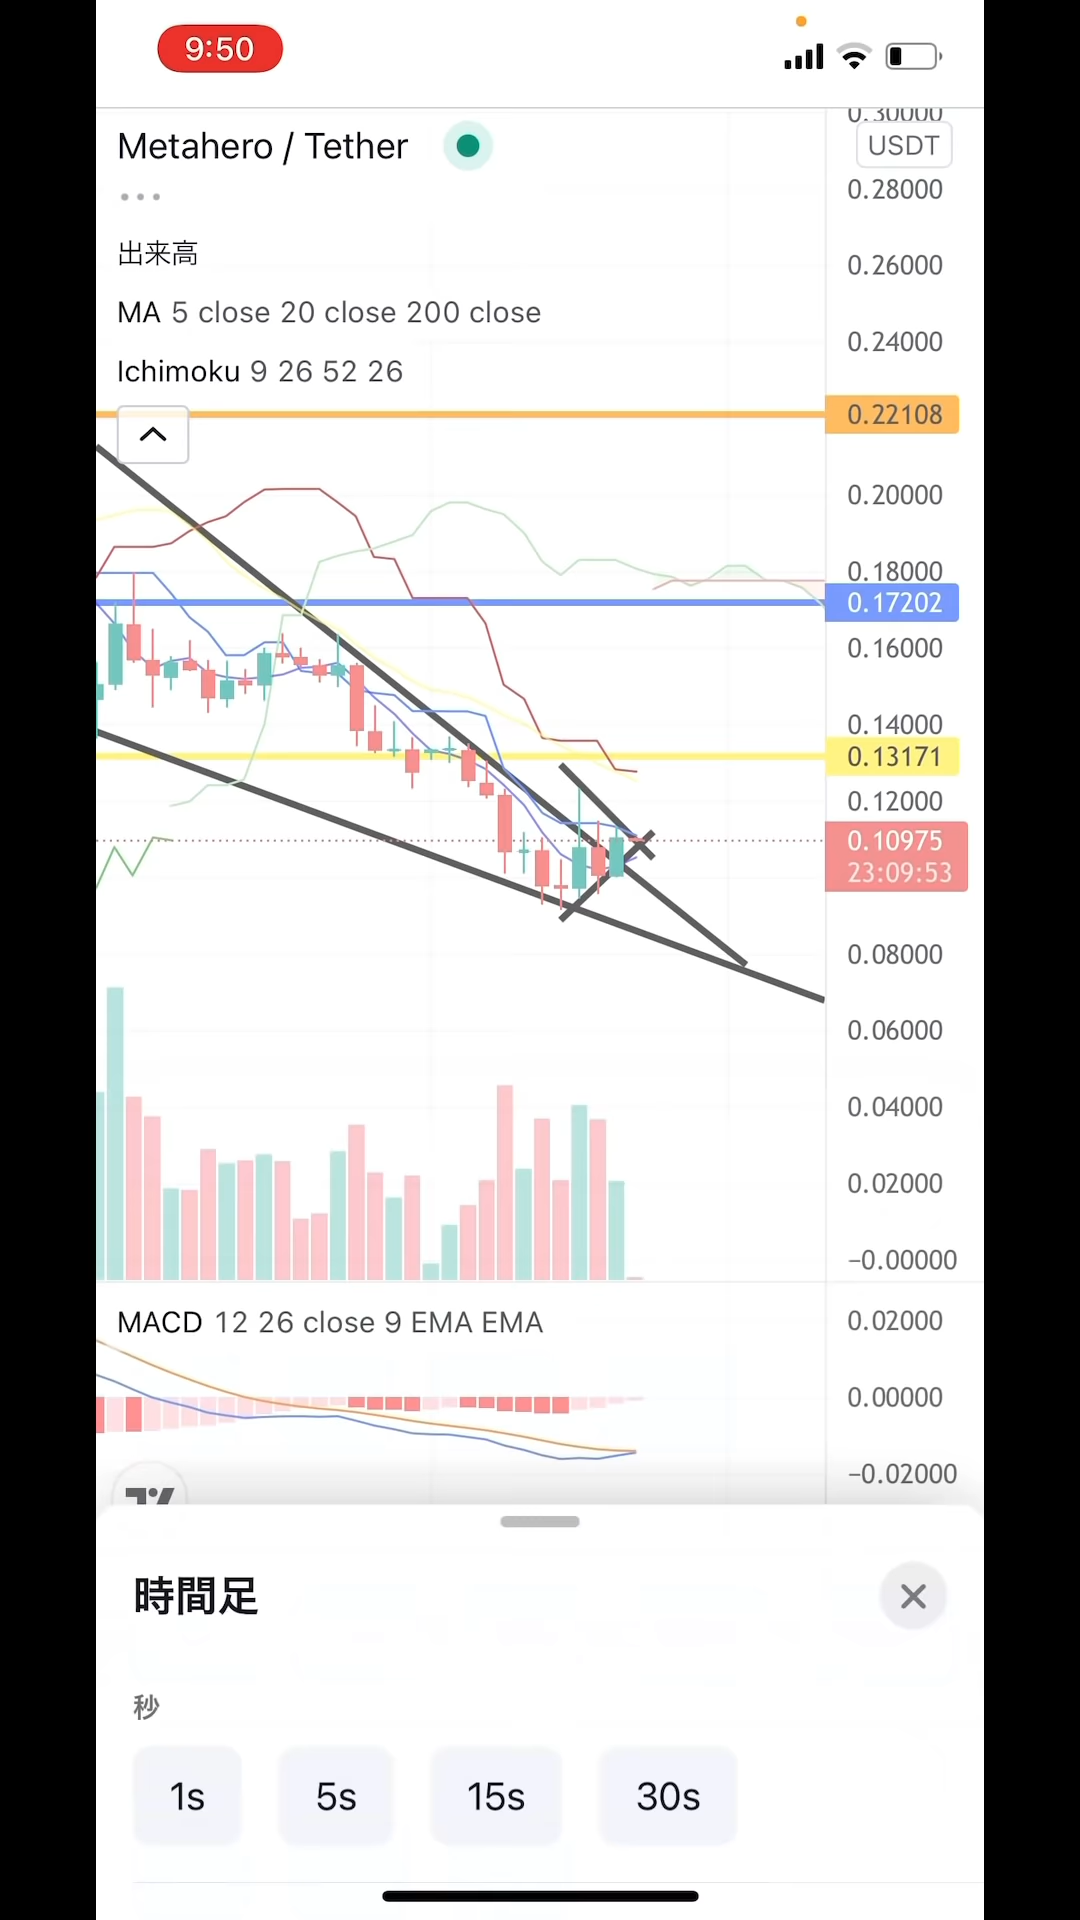 9:50
0.30000
Metahero / Tether
USDT
0.28000
出来高
0.26000
MA 5 close 20 close 200 close
0.24000
Ichimoku 9 26 52 26
0.22108
0.20000
0.18000
0.17202
0.16000
0.14000
0.13171
0.12000
0.10975
23:09:53
0.08000
0.06000
0.04000
0.02000
−0.00000
MACD 12 26 close 9 EMA EMA
0.02000
0.00000
−0.02000
時間足
秒
1s
5s
15s
30s